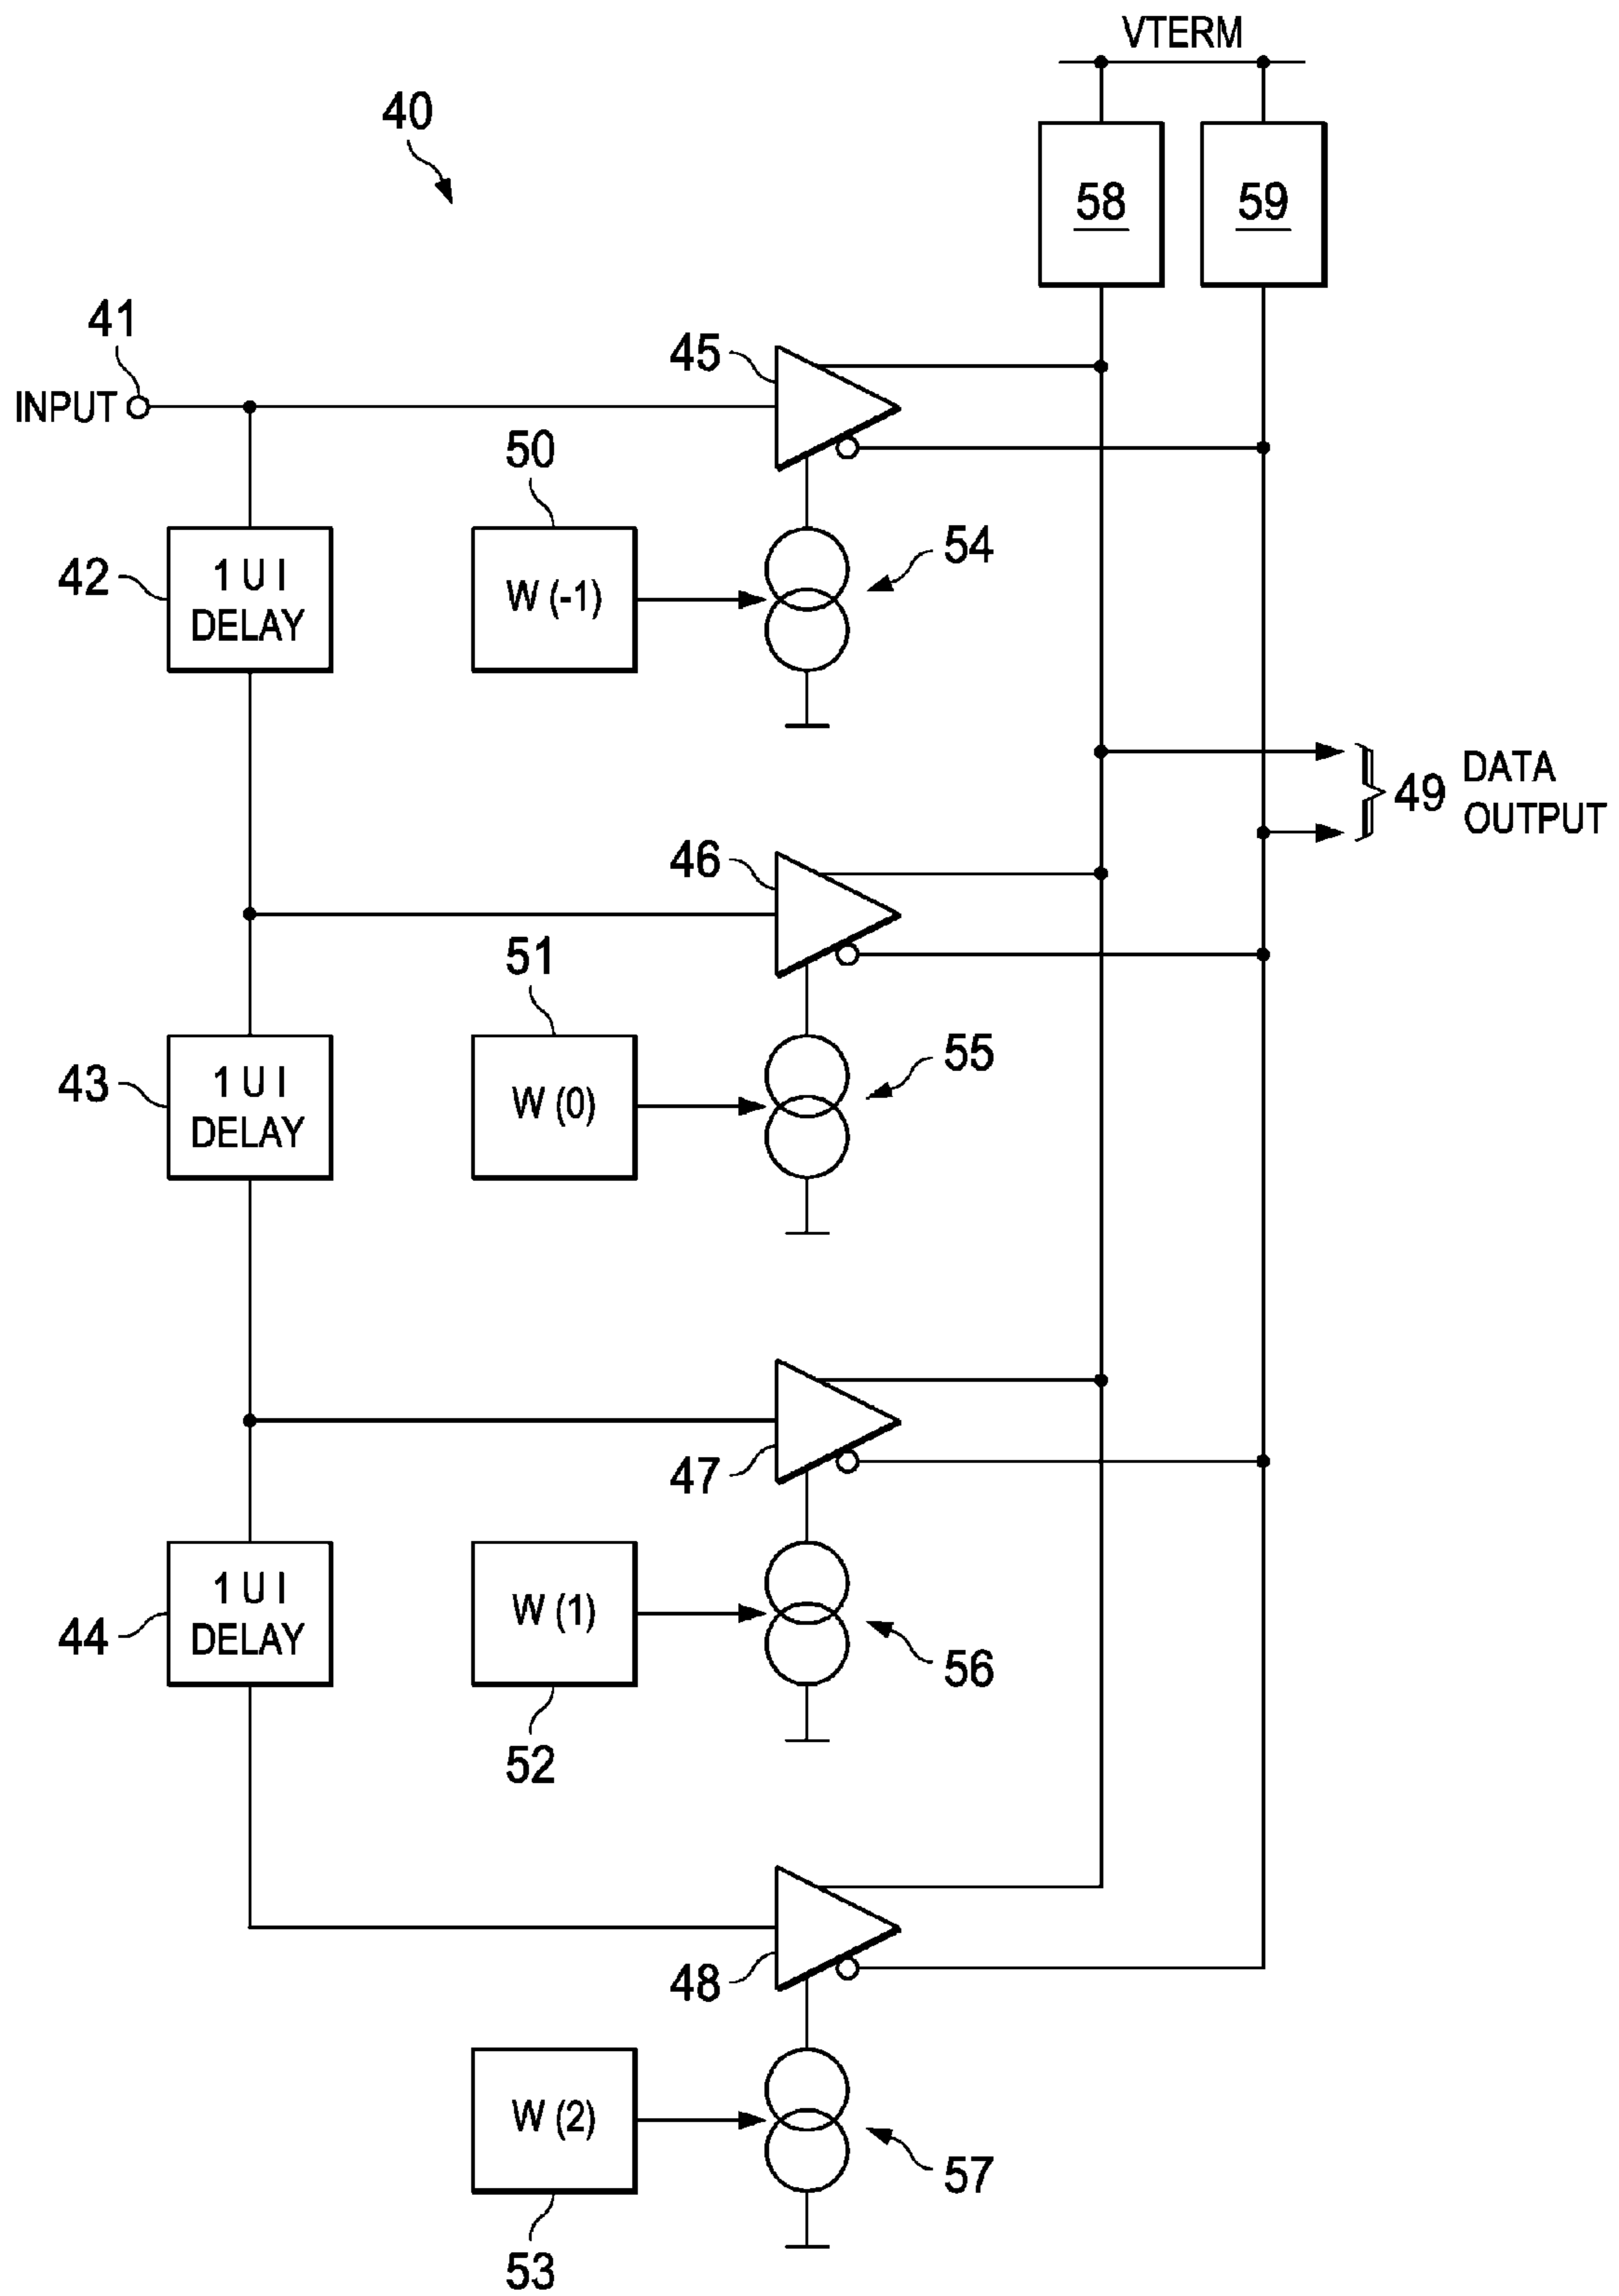 VTERM
40
58
59
41
45
INPUT
50
54
42
1 U I
DELAY
W (-1)
49
DATA
OUTPUT
46
51
55
43
1 U I
DELAY
W (0)
47
44
1 U I
DELAY
W (1)
56
52
48
W (2)
57
53